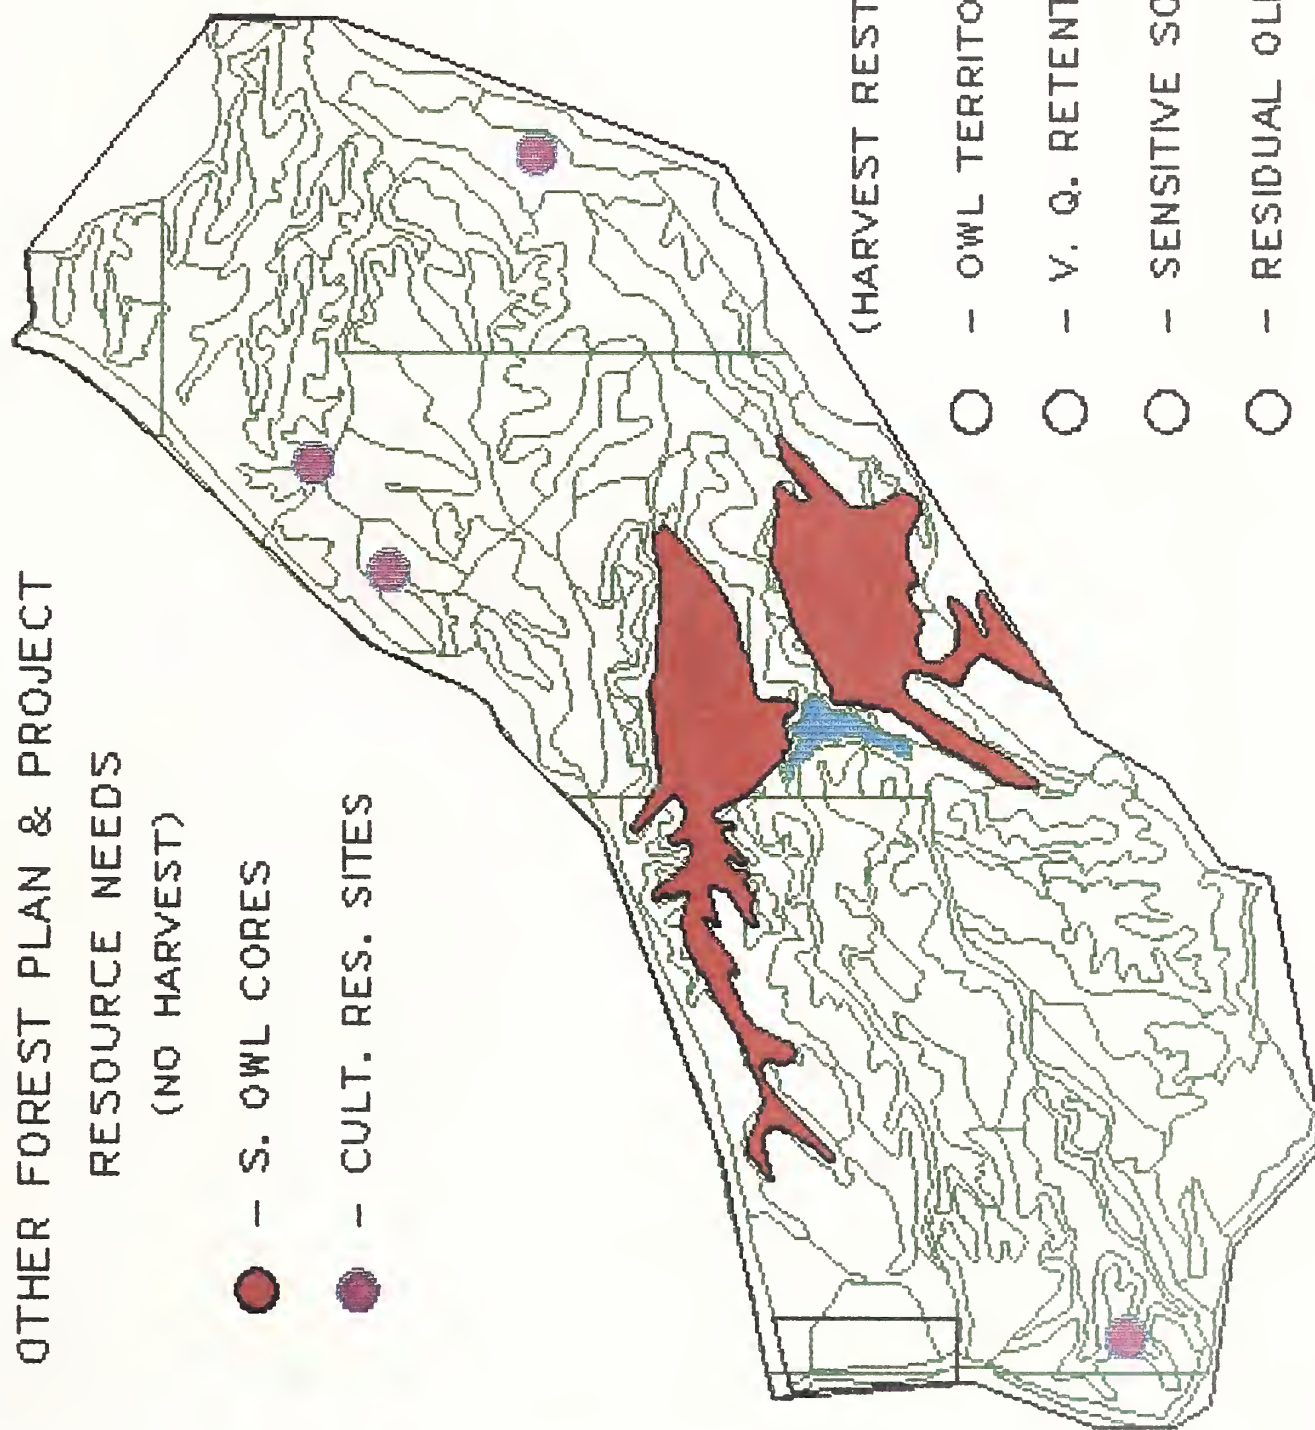 OTHER FOREST PLAN & PROJECT
RESOURCE NEEDS
(NO HARVEST)
- S. OWL CORES
- CULT. RES. SITES
(HARVEST REST
- OWL TERRITO
- V. Q. RETENT
- SENSITIVE SO
- RESIDUAL OL